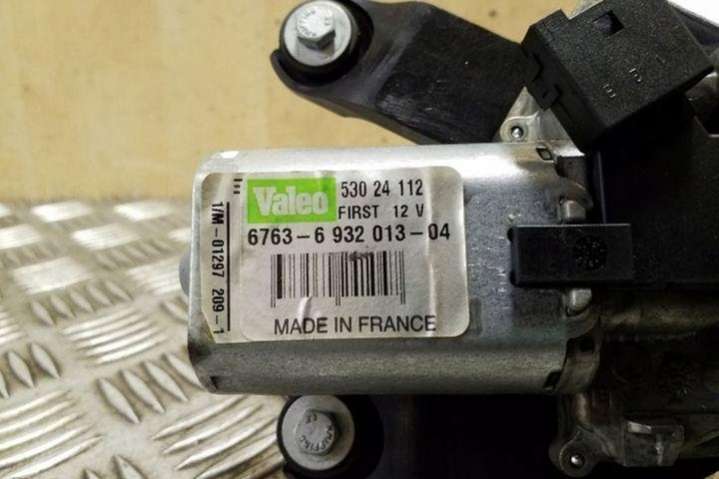 Valeo
530 24 112
FIRST 12 V
6763-6 932 013-04
MADE IN FRANCE
1/M-01297 209-1